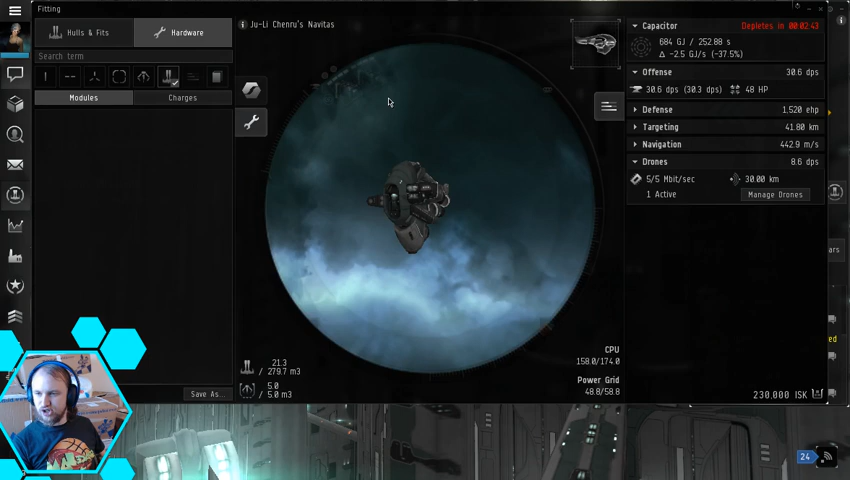 Fitting
Hulls & Fits
Hardware
Search term
Modules
Charges
Save As...
Ju-Li Chenru's Navitas
21.3
/ 279.7 m3
5.0
/ 5.0 m3
CPU
158.0/174.0
Power Grid
48.8/58.8
Capacitor
Depletes in 00:02:43
684 GJ / 252.88 s
Δ -2.5 GJ/s (-37.5%)
Offense
30.6 dps
30.6 dps (30.3 dps)
48 HP
Defense
1,520 ehp
Targeting
41.80 km
Navigation
442.9 m/s
Drones
8.6 dps
5/5 Mbit/sec
30.00 km
1 Active
Manage Drones
230,000 ISK
ars
ed
24